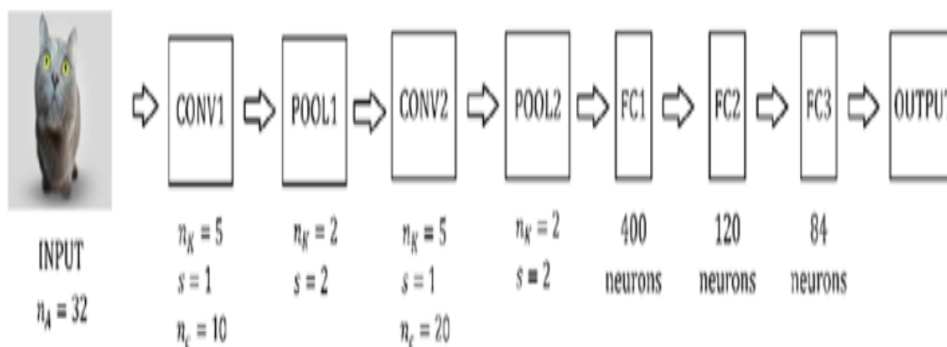 CONV1
POOL1
CONV2
POOL2
FC1
FC2
FC3
OUTPUT
INPUT
n_A = 32
n_K = 5
s = 1
n_c = 10
n_K = 2
s = 2
n_K = 5
s = 1
n_c = 20
n_K = 2
s = 2
400
neurons
120
neurons
84
neurons